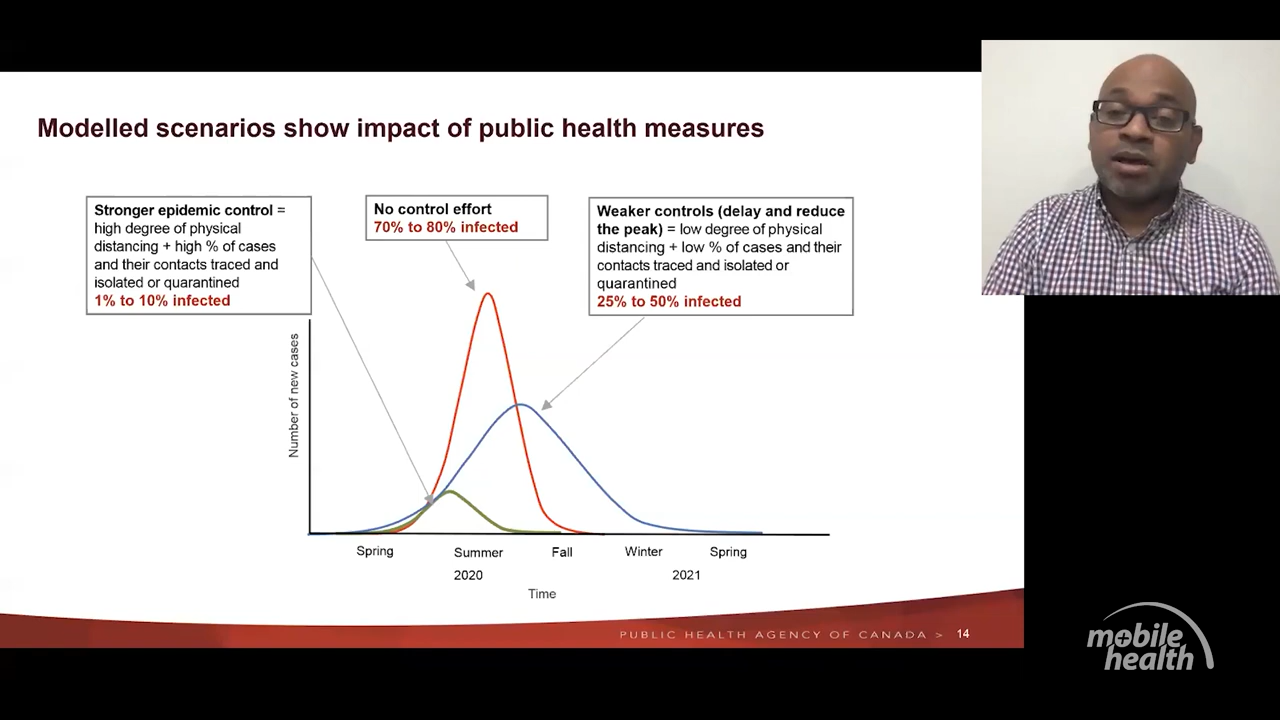 Modelled scenarios show impact of public health measures
Stronger epidemic control =
high degree of physical
distancing + high % of cases
and their contacts traced and
isolated or quarantined
1% to 10% infected
No control effort
70% to 80% infected
Weaker controls (delay and reduce
the peak) = low degree of physical
distancing + low % of cases and their
contacts traced and isolated or
quarantined
25% to 50% infected
Number of new cases
Spring
Summer
Fall
Winter
Spring
2020
2021
Time
PUBLIC HEALTH AGENCY OF CANADA >
14
mobile
health